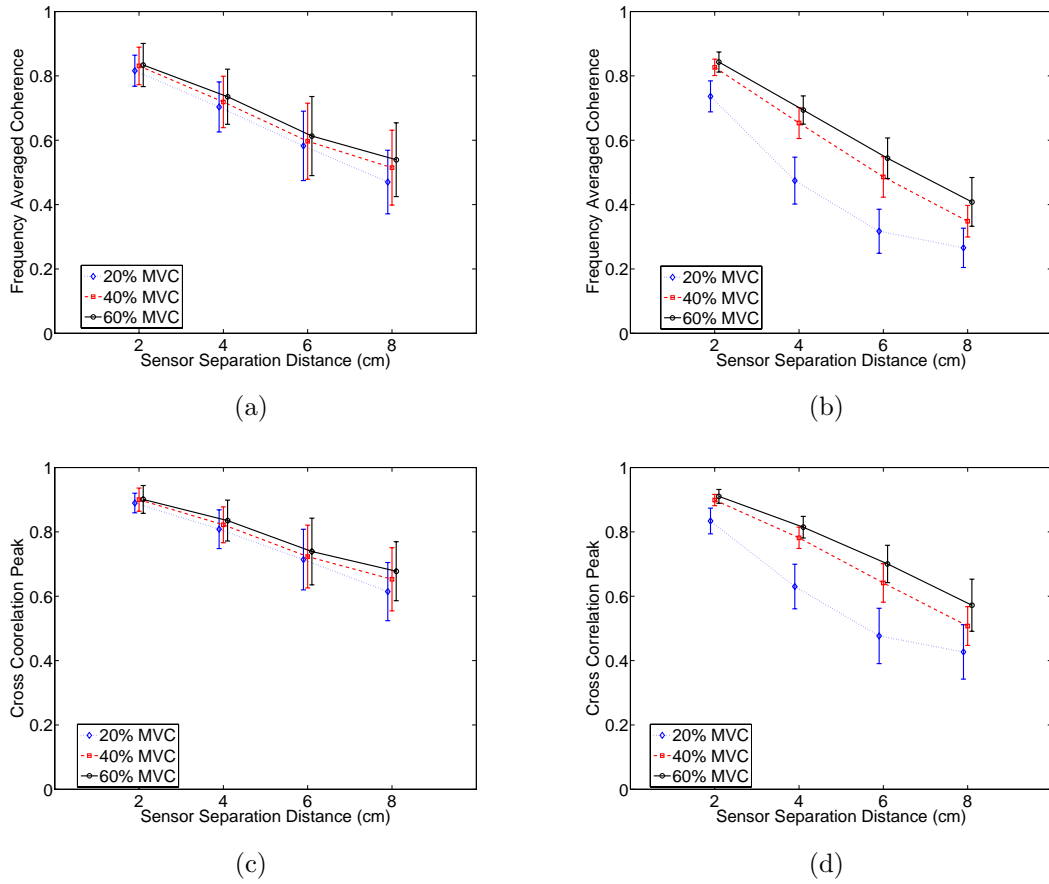 1
0.8
0.6
0.4
0.2
0
Frequency Averaged Coherence
20% MVC
40% MVC
60% MVC
2 4 6 8
Sensor Separation Distance (cm)
(a)
1
0.8
0.6
0.4
0.2
0
Frequency Averaged Coherence
20% MVC
40% MVC
60% MVC
2 4 6 8
Sensor Separation Distance (cm)
(b)
1
0.8
0.6
0.4
0.2
0
Cross Coorelation Peak
20% MVC
40% MVC
60% MVC
2 4 6 8
Sensor Separation Distance (cm)
(c)
1
0.8
0.6
0.4
0.2
0
Cross Correlation Peak
20% MVC
40% MVC
60% MVC
2 4 6 8
Sensor Separation Distance (cm)
(d)